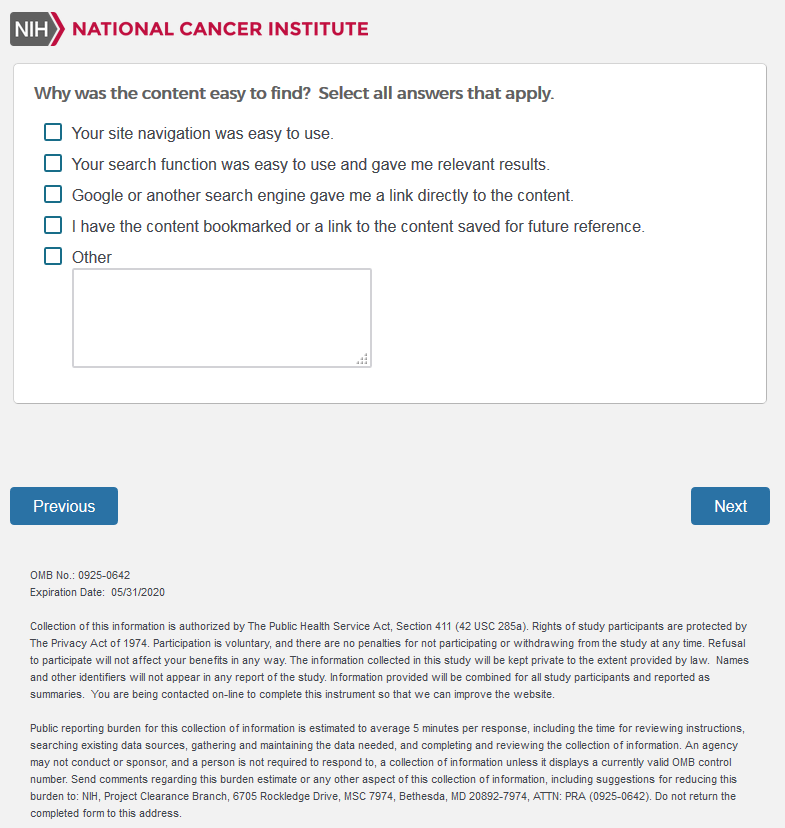 NIH NATIONAL CANCER INSTITUTE
Why was the content easy to find?  Select all answers that apply.
Your site navigation was easy to use.
Your search function was easy to use and gave me relevant results.
Google or another search engine gave me a link directly to the content.
I have the content bookmarked or a link to the content saved for future reference.
Other
Previous
Next
OMB No.: 0925-0642
Expiration Date:  05/31/2020
Collection of this information is authorized by The Public Health Service Act, Section 411 (42 USC 285a). Rights of study participants are protected by
The Privacy Act of 1974. Participation is voluntary, and there are no penalties for not participating or withdrawing from the study at any time. Refusal
to participate will not affect your benefits in any way. The information collected in this study will be kept private to the extent provided by law.  Names
and other identifiers will not appear in any report of the study. Information provided will be combined for all study participants and reported as
summaries.  You are being contacted on-line to complete this instrument so that we can improve the website.
Public reporting burden for this collection of information is estimated to average 5 minutes per response, including the time for reviewing instructions,
searching existing data sources, gathering and maintaining the data needed, and completing and reviewing the collection of information. An agency
may not conduct or sponsor, and a person is not required to respond to, a collection of information unless it displays a currently valid OMB control
number. Send comments regarding this burden estimate or any other aspect of this collection of information, including suggestions for reducing this
burden to: NIH, Project Clearance Branch, 6705 Rockledge Drive, MSC 7974, Bethesda, MD 20892-7974, ATTN: PRA (0925-0642). Do not return the
completed form to this address.